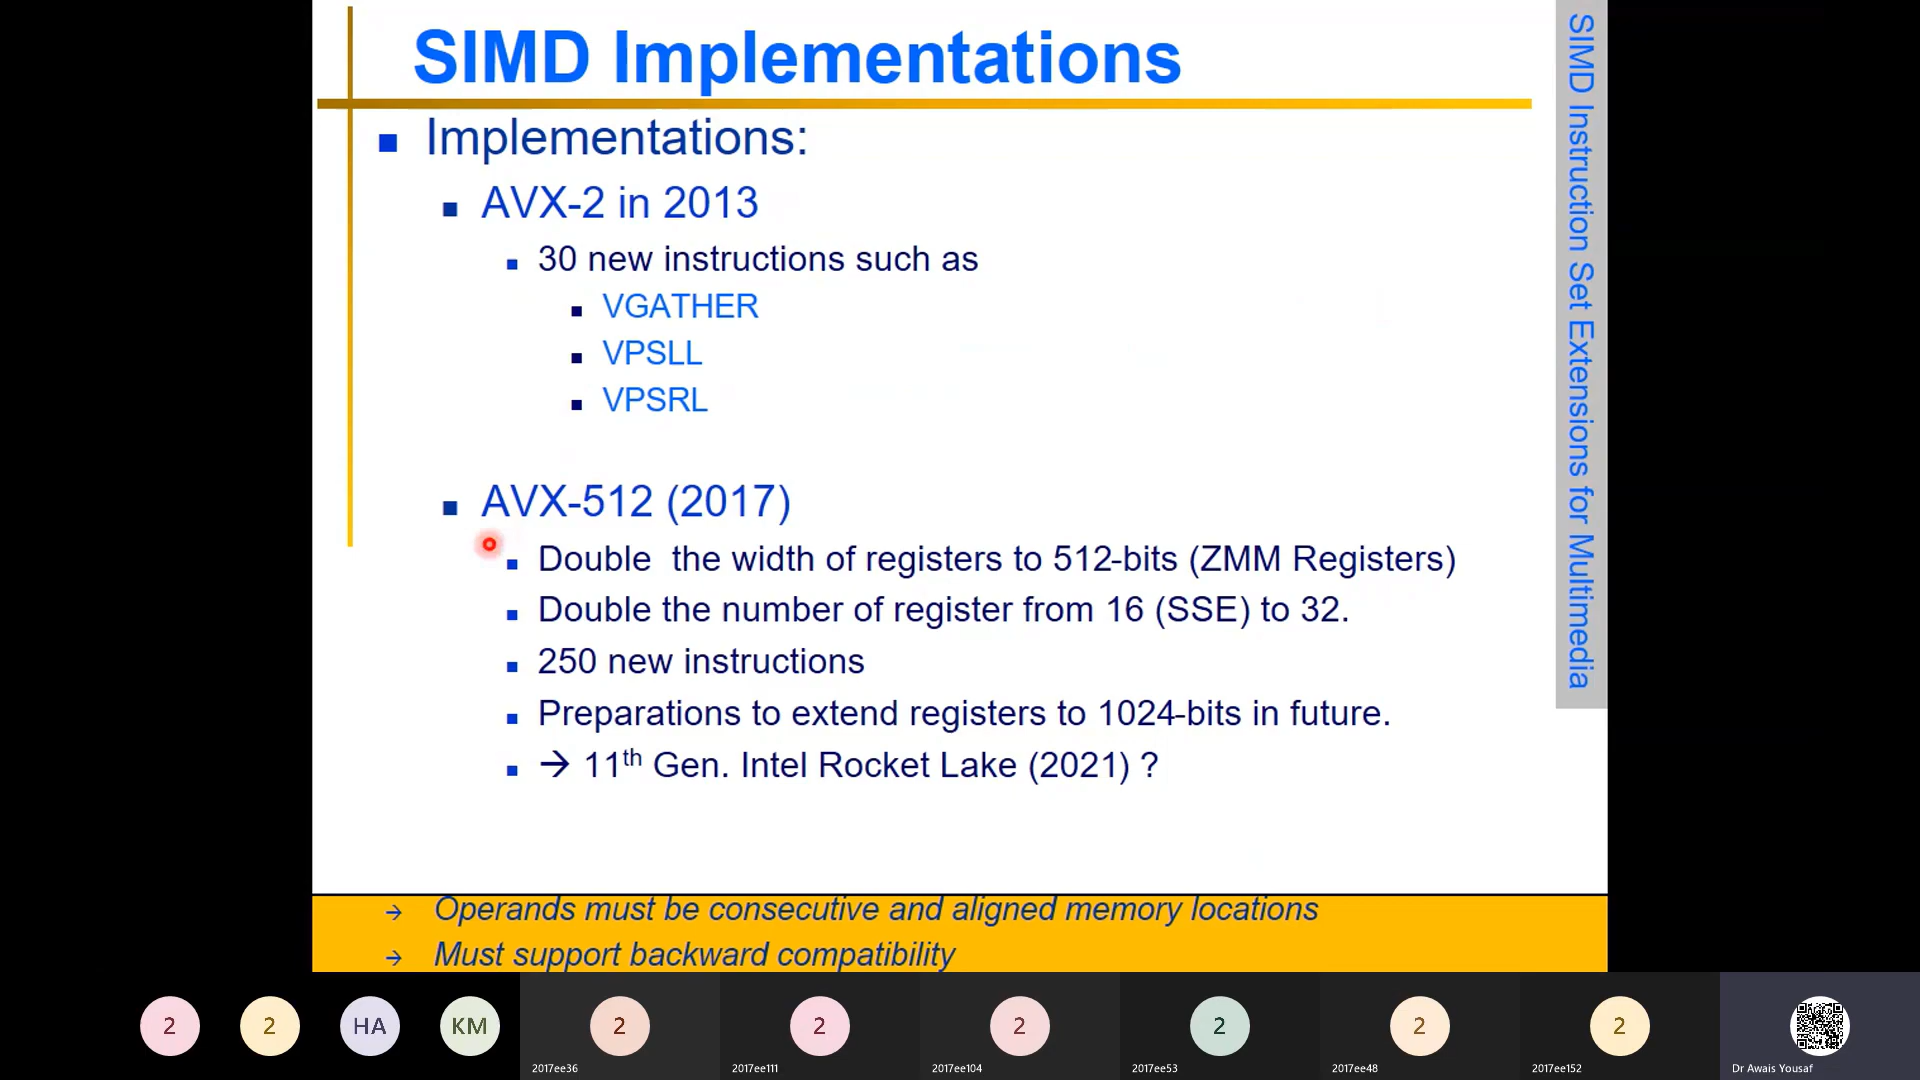 SIMD Implementations
Implementations:
AVX-2 in 2013
30 new instructions such as
VGATHER
VPSLL
VPSRL
AVX-512 (2017)
Double the width of registers to 512-bits (ZMM Registers)
Double the number of register from 16 (SSE) to 32.
250 new instructions
Preparations to extend registers to 1024-bits in future.
→ 11th Gen. Intel Rocket Lake (2021) ?
→ Operands must be consecutive and aligned memory locations
→ Must support backward compatibility
SIMD Instruction Set Extensions for Multimedia
2 2 HA KM 2 2 2 2 2 2
2017ee36 2017ee111 2017ee104 2017ee53 2017ee48 2017ee152 Dr Awais Yousaf